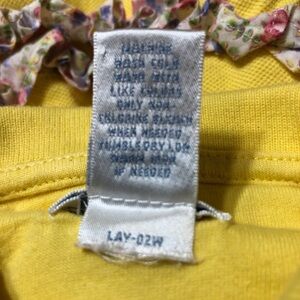 MACHINE
WASH COLD
WASH WITH
LIKE COLORS
ONLY NON-
CHLORINE BLEACH
WHEN NEEDED
TUMBLE DRY LOW
WARM IRON
IF NEEDED
LAY-02W